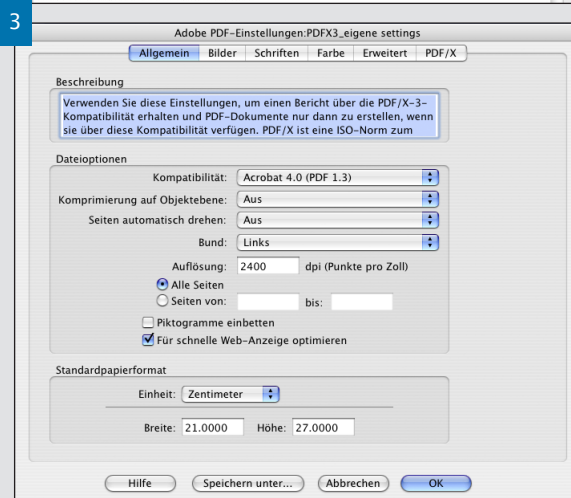 3
Adobe PDF-Einstellungen:PDFX3_eigene settings
Allgemein Bilder Schriften Farbe Erweitert PDF/X
Beschreibung
Verwenden Sie diese Einstellungen, um einen Bericht über die PDF/X-3-
Kompatibilität erhalten und PDF-Dokumente nur dann zu erstellen, wenn
sie über diese Kompatibilität verfügen. PDF/X ist eine ISO-Norm zum
Dateioptionen
Kompatibilität: Acrobat 4.0 (PDF 1.3)
Komprimierung auf Objektebene: Aus
Seiten automatisch drehen: Aus
Bund: Links
Auflösung: 2400 dpi (Punkte pro Zoll)
Alle Seiten
Seiten von: bis:
Piktogramme einbetten
Für schnelle Web-Anzeige optimieren
Standardpapierformat
Einheit: Zentimeter
Breite: 21.0000 Höhe: 27.0000
Hilfe Speichern unter... Abbrechen OK